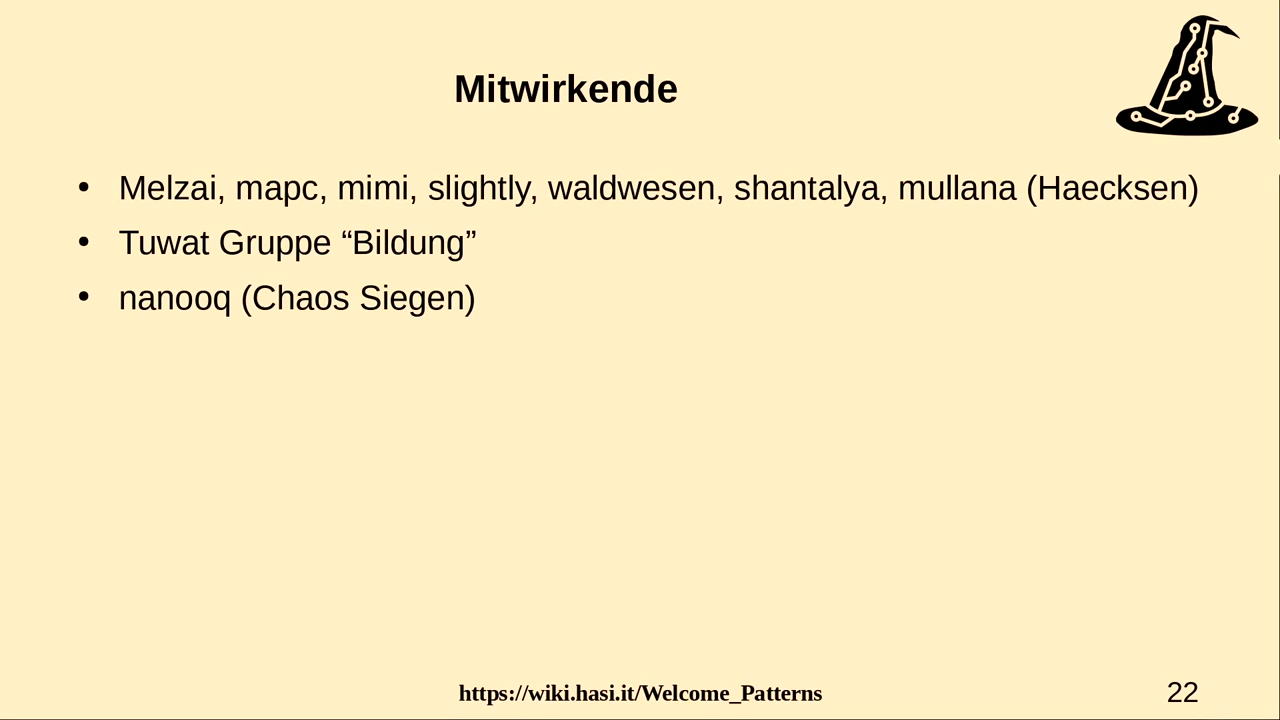 Mitwirkende
• Melzai, mapc, mimi, slightly, waldwesen, shantalya, mullana (Haecksen)
• Tuwat Gruppe “Bildung”
• nanooq (Chaos Siegen)
https://wiki.hasi.it/Welcome_Patterns
22